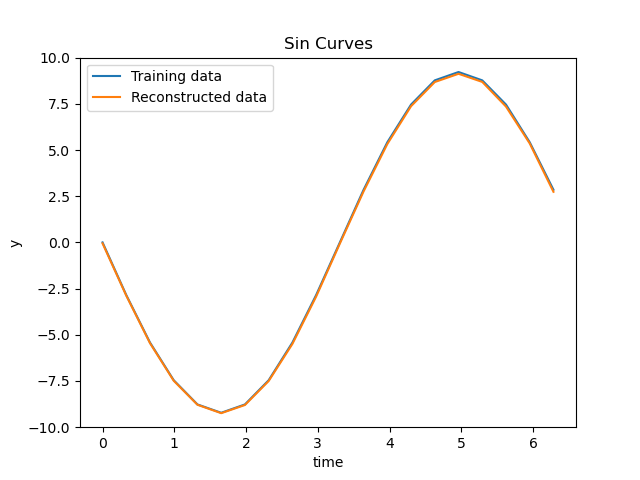 Sin Curves
Training data
Reconstructed data
10.0
7.5
5.0
2.5
0.0
−2.5
−5.0
−7.5
−10.0
y
0 1 2 3 4 5 6
time